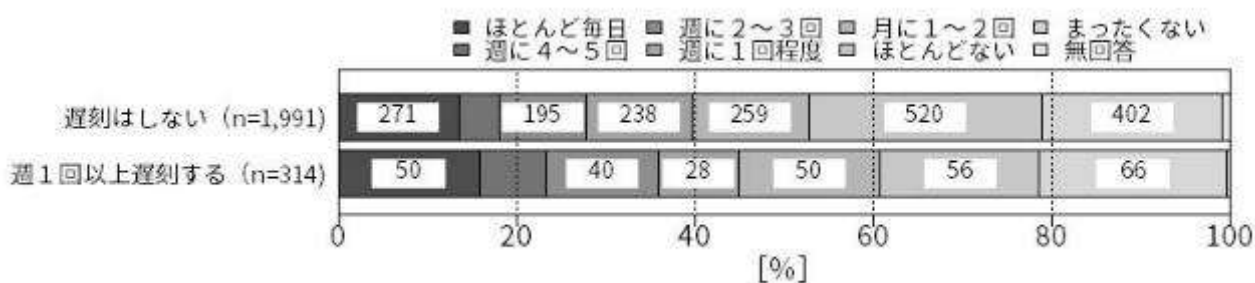 ほとんど毎日 週に2～3回 月に1～2回 まったくない
週に4～5回 週に1回程度 ほとんどない 無回答
遅刻はしない (n=1,991) 271 195 238 259 520 402
週1回以上遅刻する (n=314) 50 40 28 50 56 66
0 20 40 60 80 100
[%]